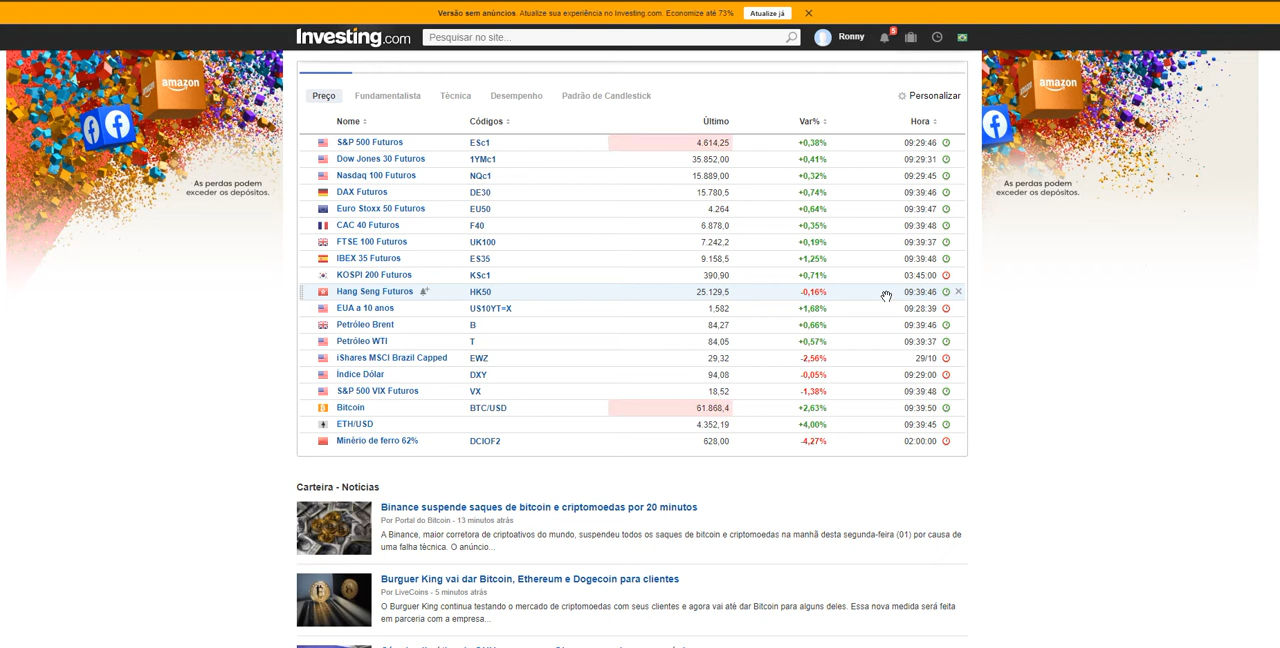 Versão sem anúncios. Atualize sua experiência no Investing.com. Economize até 73% Atualize já
Investing.com Pesquisar no site... Ronny 5
amazon
amazon
As perdas podem
exceder os depósitos.
As perdas podem
exceder os depósitos.
Preço Fundamentalista Técnica Desempenho Padrão de Candlestick Personalizar
Nome Códigos Último Var% Hora
S&P 500 Futuros ESc1 4.614,25 +0,38% 09:29:46
Dow Jones 30 Futuros 1YMc1 35.852,00 +0,41% 09:29:31
Nasdaq 100 Futuros NQc1 15.889,00 +0,32% 09:29:45
DAX Futuros DE30 15.780,5 +0,74% 09:39:46
Euro Stoxx 50 Futuros EU50 4.264 +0,64% 09:39:47
CAC 40 Futuros F40 6.878,0 +0,35% 09:39:48
FTSE 100 Futuros UK100 7.242,2 +0,19% 09:39:37
IBEX 35 Futuros ES35 9.158,5 +1,25% 09:39:48
KOSPI 200 Futuros KSc1 390,90 +0,71% 03:45:00
Hang Seng Futuros HK50 25.129,5 -0,16% 09:39:46
EUA a 10 anos US10YT=X 1,582 +1,68% 09:28:39
Petróleo Brent B 84,27 +0,66% 09:39:46
Petróleo WTI T 84,05 +0,57% 09:39:37
iShares MSCI Brazil Capped EWZ 29,32 -2,56% 29/10
Índice Dólar DXY 94,08 -0,05% 09:29:00
S&P 500 VIX Futuros VX 18,52 -1,38% 09:39:48
Bitcoin BTC/USD 61.868,4 +2,63% 09:39:50
ETH/USD 4.352,19 +4,00% 09:39:45
Minério de ferro 62% DCIOF2 628,00 -4,27% 02:00:00
Carteira - Notícias
Binance suspende saques de bitcoin e criptomoedas por 20 minutos
Por Portal do Bitcoin - 13 minutos atrás
A Binance, maior corretora de criptoativos do mundo, suspendeu todos os saques de bitcoin e criptomoedas na manhã desta segunda-feira (01) por causa de
uma falha técnica. O anúncio...
Burguer King vai dar Bitcoin, Ethereum e Dogecoin para clientes
Por LiveCoins - 5 minutos atrás
O Burguer King continua testando o mercado de criptomoedas com seus clientes e agora vai até dar Bitcoin para alguns deles. Essa nova medida será feita
em parceria com a empresa...